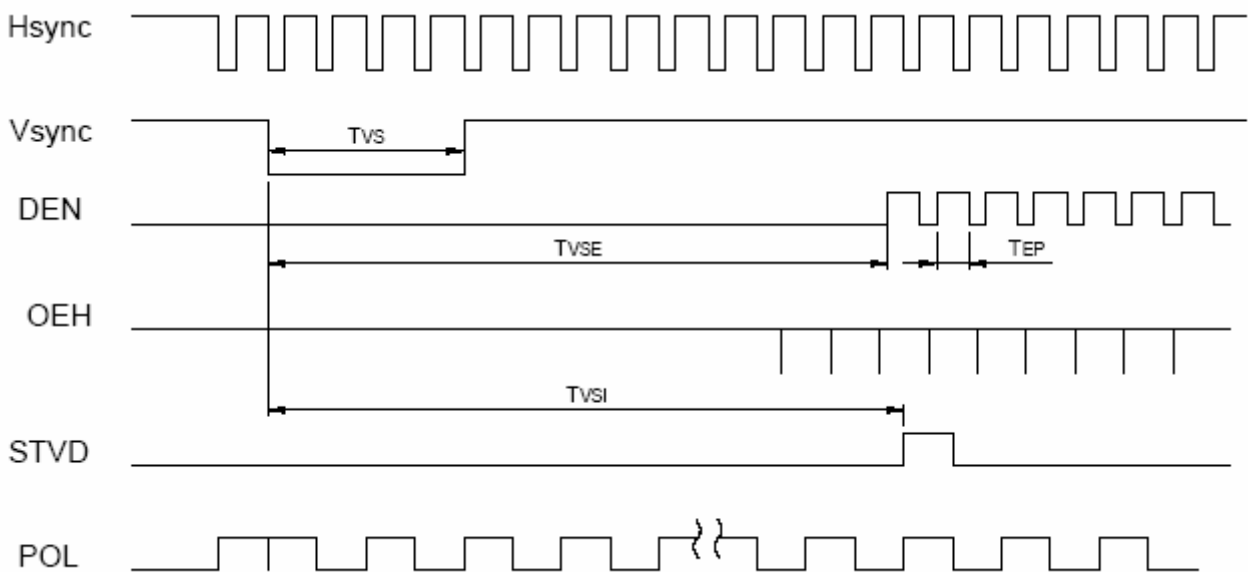 Hsync
Vsync
TVS
DEN
TVSE
TEP
OEH
TVSI
STVD
POL